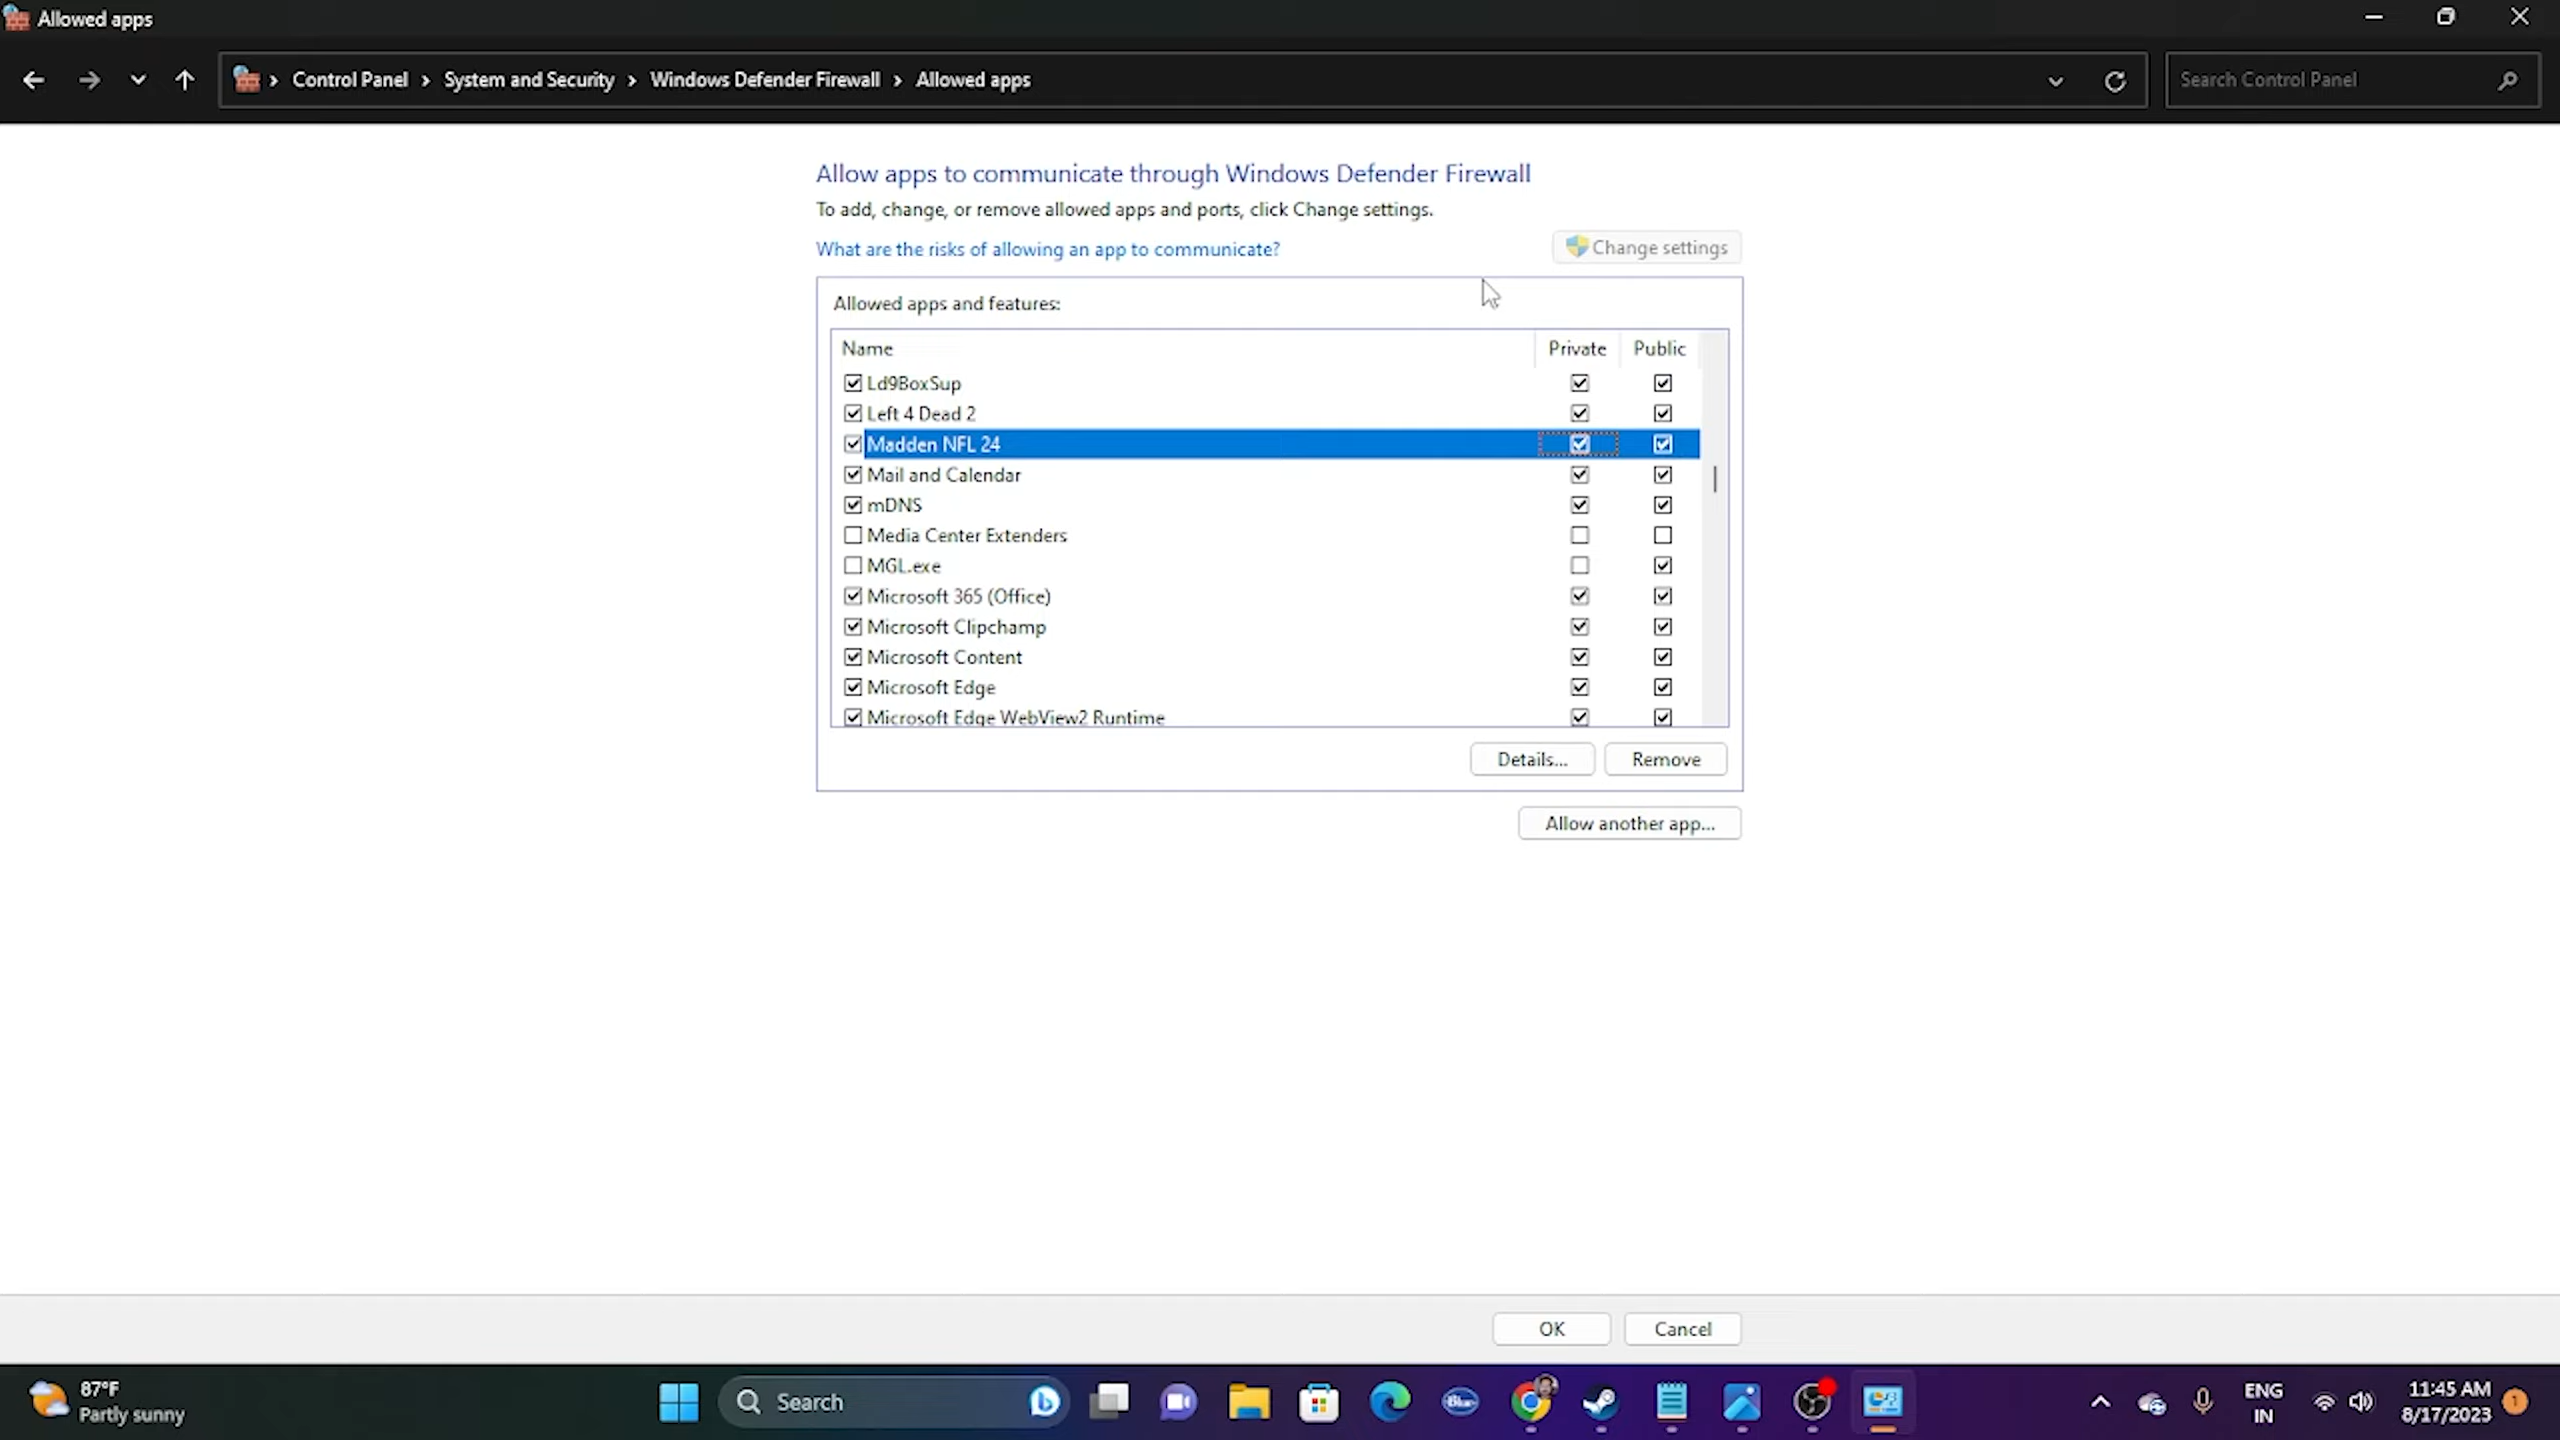 Allowed apps
Control Panel > System and Security > Windows Defender Firewall > Allowed apps
Search Control Panel
Allow apps to communicate through Windows Defender Firewall
To add, change, or remove allowed apps and ports, click Change settings.
What are the risks of allowing an app to communicate?
Change settings
Allowed apps and features:
Name Private Public
Ld9BoxSup
Left 4 Dead 2
Madden NFL 24
Mail and Calendar
mDNS
Media Center Extenders
MGL.exe
Microsoft 365 (Office)
Microsoft Clipchamp
Microsoft Content
Microsoft Edge
Microsoft Edge WebView2 Runtime
Details... Remove
Allow another app...
OK Cancel
87°F
Partly sunny
Search
Blur
ENG
IN
11:45 AM
8/17/2023
1